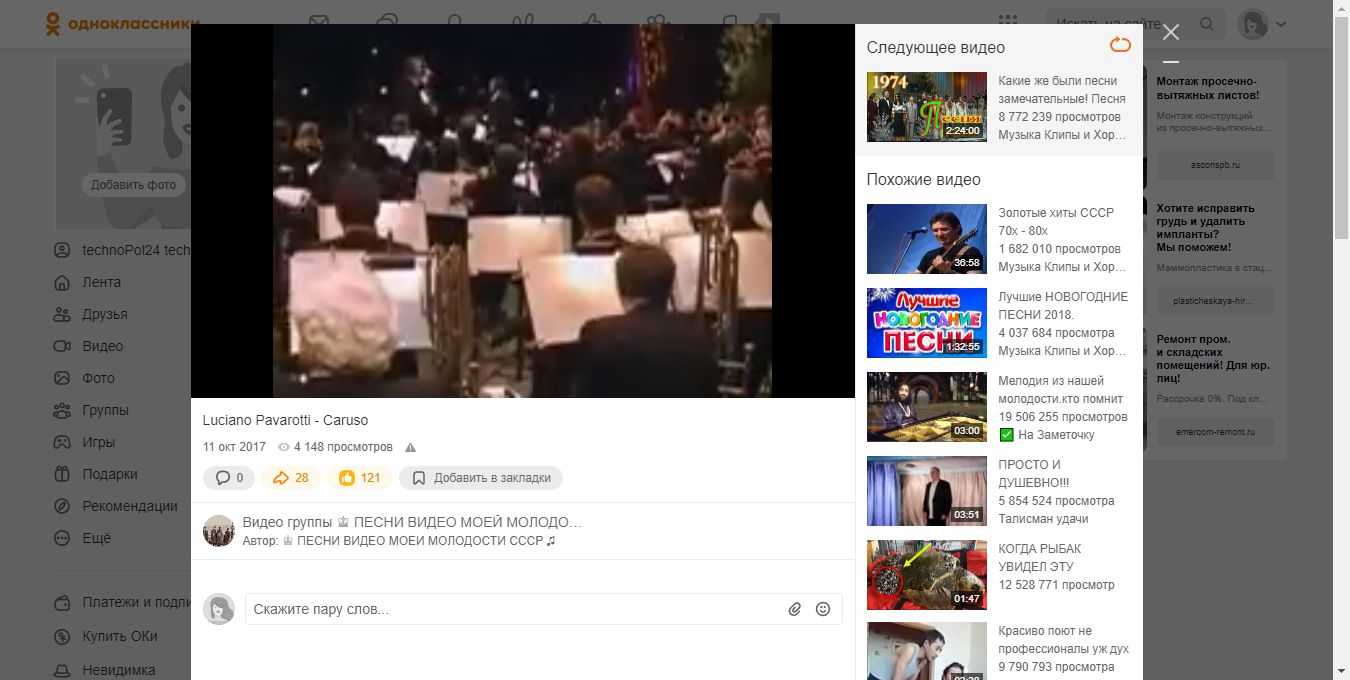 одноклассники
Искать на сайте
Добавить фото
technoPol24 tech
Лента
Друзья
Видео
Фото
Группы
Игры
Подарки
Рекомендации
Ещё
Платежи и подпи
Купить ОКи
Невидимка
Luciano Pavarotti - Caruso
11 окт 2017 4 148 просмотров
0 28 121 Добавить в закладки
Видео группы ♔ ПЕСНИ ВИДЕО МОЕЙ МОЛОДО…
Автор: ♔ ПЕСНИ ВИДЕО МОЕЙ МОЛОДОСТИ СССР ♫
Скажите пару слов...
Следующее видео
1974
Песня
2:24:00
Какие же были песни
замечательные! Песня
8 772 239 просмотров
Музыка Клипы и Хор...
Похожие видео
36:58
Золотые хиты СССР
70х - 80х
1 682 010 просмотров
Музыка Клипы и Хор...
Лучшие
НОВОГОДНИЕ
ПЕСНИ
1:32:55
Лучшие НОВОГОДНИЕ
ПЕСНИ 2018.
4 037 684 просмотра
Музыка Клипы и Хор...
03:00
Мелодия из нашей
молодости.кто помнит
19 506 255 просмотров
✅ На Заметочку
03:51
ПРОСТО И
ДУШЕВНО!!!
5 854 524 просмотра
Талисман удачи
01:47
КОГДА РЫБАК
УВИДЕЛ ЭТУ
12 528 771 просмотр
Красиво поют не
профессионалы уж дух
9 790 793 просмотра
Монтаж просечно-
вытяжных листов!
Монтаж конструкций
из просечно-вытяжных...
asconspb.ru
Хотите исправить
грудь и удалить
импланты?
Мы поможем!
Маммопластика в стац...
plasticheskaya-hir...
Ремонт пром.
и складских
помещений! Для юр.
лиц!
Рассрочка 0%. Под кл...
emercom-remont.ru